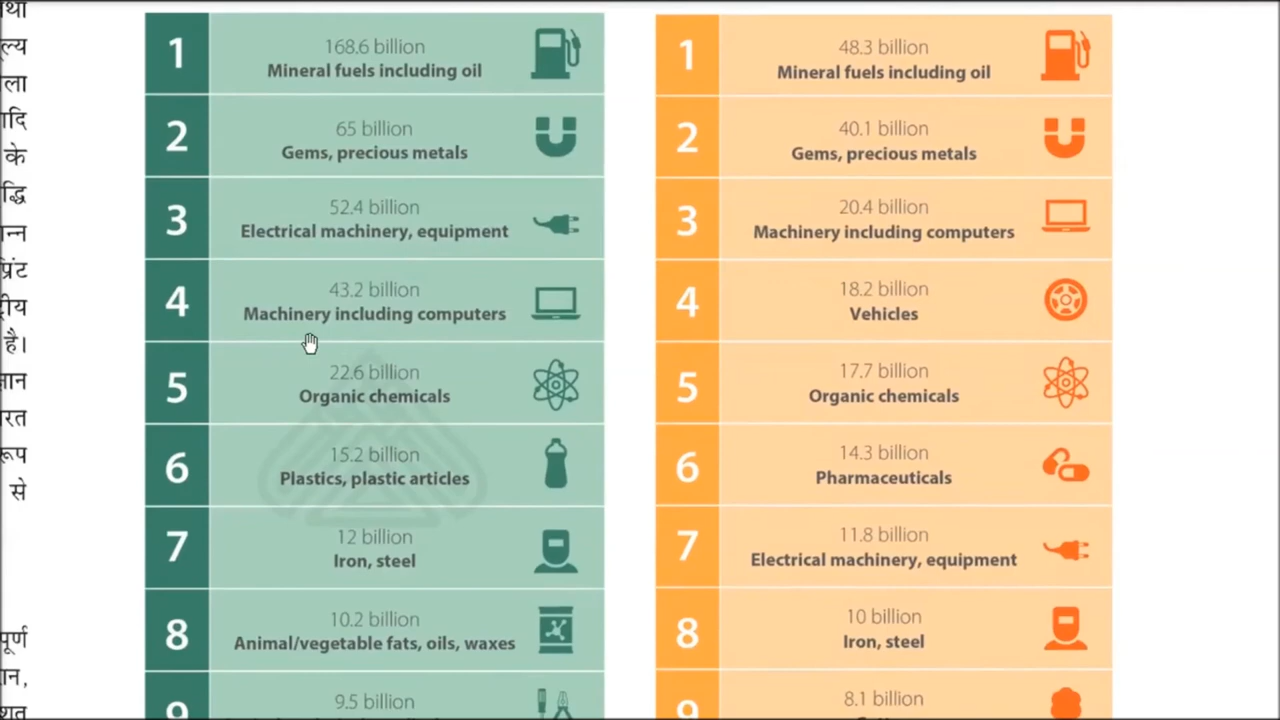 था
ल्य
ला
ादि
के
द्धि
न्न
प्रिंट
ट्रीय
है।
ज्ञान
ारत
रूप
से
पूर्ण
ान,
1
168.6 billion
Mineral fuels including oil
2
65 billion
Gems, precious metals
3
52.4 billion
Electrical machinery, equipment
4
43.2 billion
Machinery including computers
5
22.6 billion
Organic chemicals
6
15.2 billion
Plastics, plastic articles
7
12 billion
Iron, steel
8
10.2 billion
Animal/vegetable fats, oils, waxes
9
9.5 billion
1
48.3 billion
Mineral fuels including oil
2
40.1 billion
Gems, precious metals
3
20.4 billion
Machinery including computers
4
18.2 billion
Vehicles
5
17.7 billion
Organic chemicals
6
14.3 billion
Pharmaceuticals
7
11.8 billion
Electrical machinery, equipment
8
10 billion
Iron, steel
9
8.1 billion